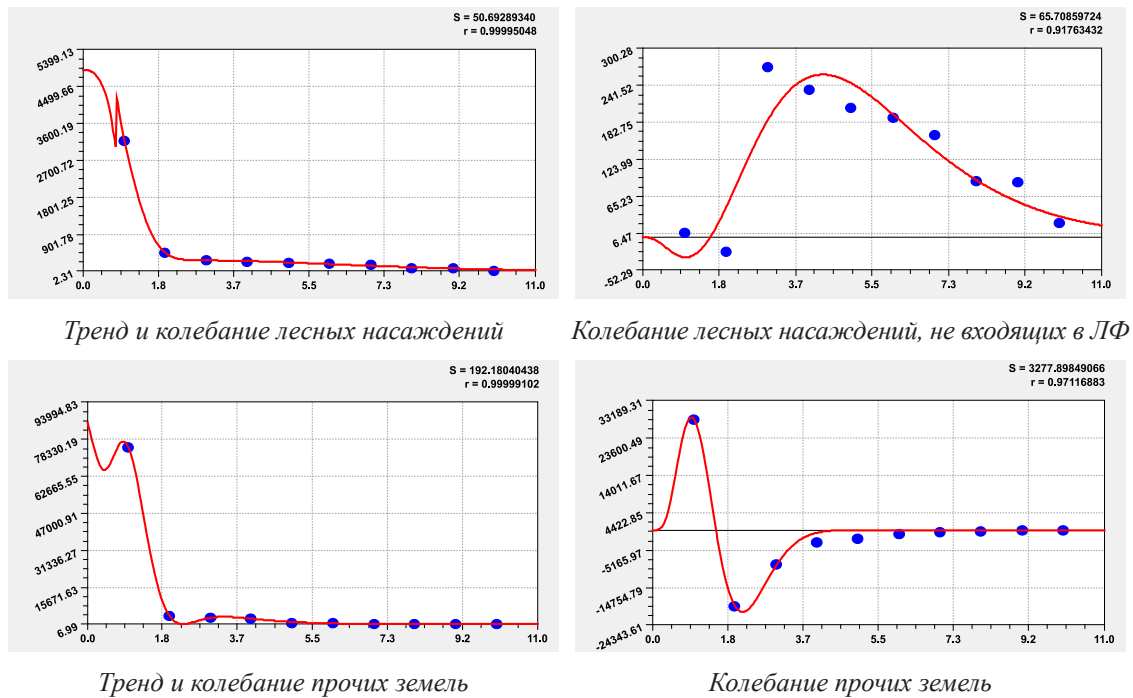 S = 50.69289340
r = 0.99995048
5399.13
4499.66
3600.19
2700.72
1801.25
901.78
2.31
0.0 1.8 3.7 5.5 7.3 9.2 11.0
Тренд и колебание лесных насаждений
S = 65.70859724
r = 0.91763432
300.28
241.52
182.75
123.99
65.23
6.47
-52.29
0.0 1.8 3.7 5.5 7.3 9.2 11.0
Колебание лесных насаждений, не входящих в ЛФ
S = 192.18040438
r = 0.99999102
93994.83
78330.19
62665.55
47000.91
31336.27
15671.63
6.99
0.0 1.8 3.7 5.5 7.3 9.2 11.0
Тренд и колебание прочих земель
S = 3277.89849066
r = 0.97116883
33189.31
23600.49
14011.67
4422.85
-5165.97
-14754.79
-24343.61
0.0 1.8 3.7 5.5 7.3 9.2 11.0
Колебание прочих земель